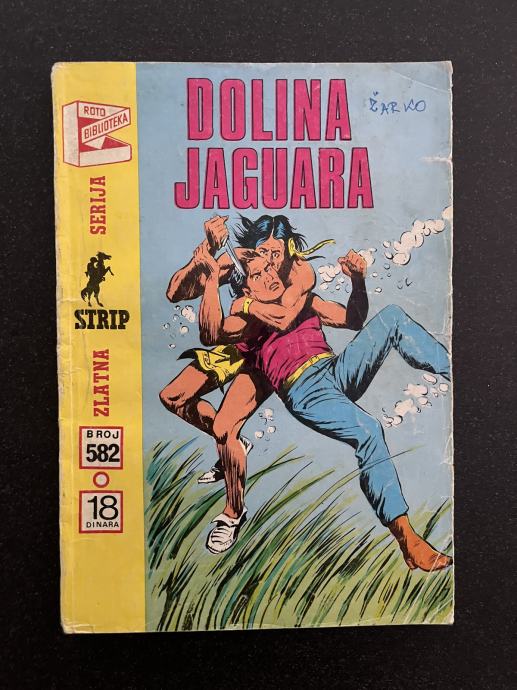 DOLINA
JAGUARA
ŽARKO
ROTO
BIBLIOTEKA
ZLATNA STRIP SERIJA
BROJ
582
18
DINARA